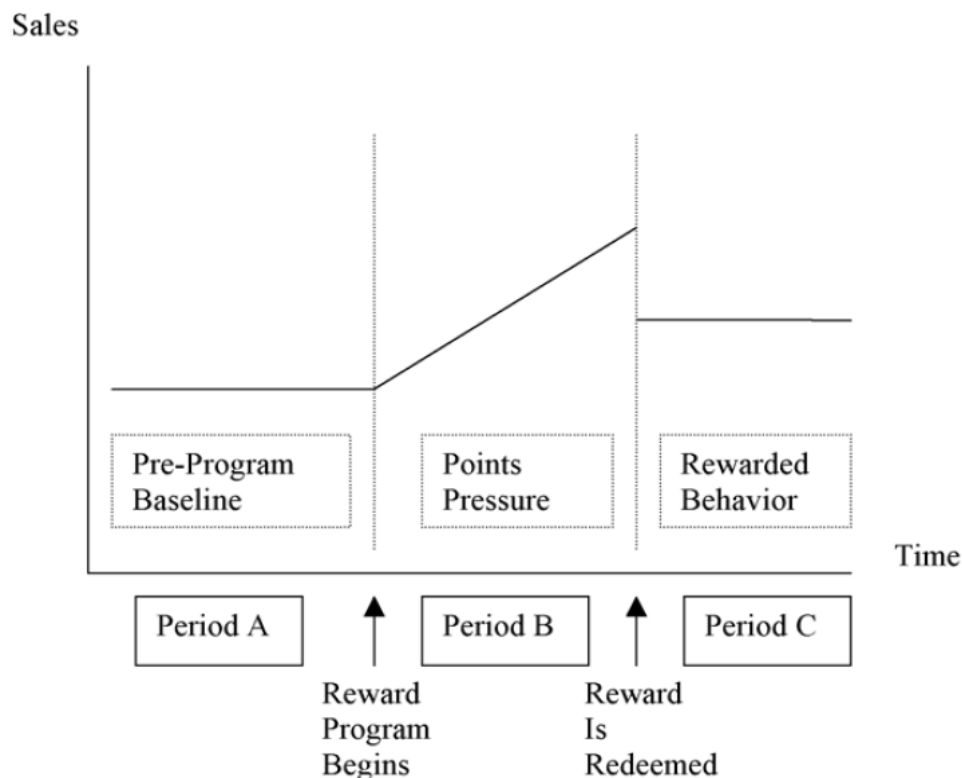 Sales
Pre-Program
Baseline
Points
Pressure
Rewarded
Behavior
Time
Period A
Period B
Period C
Reward
Program
Begins
Reward
Is
Redeemed